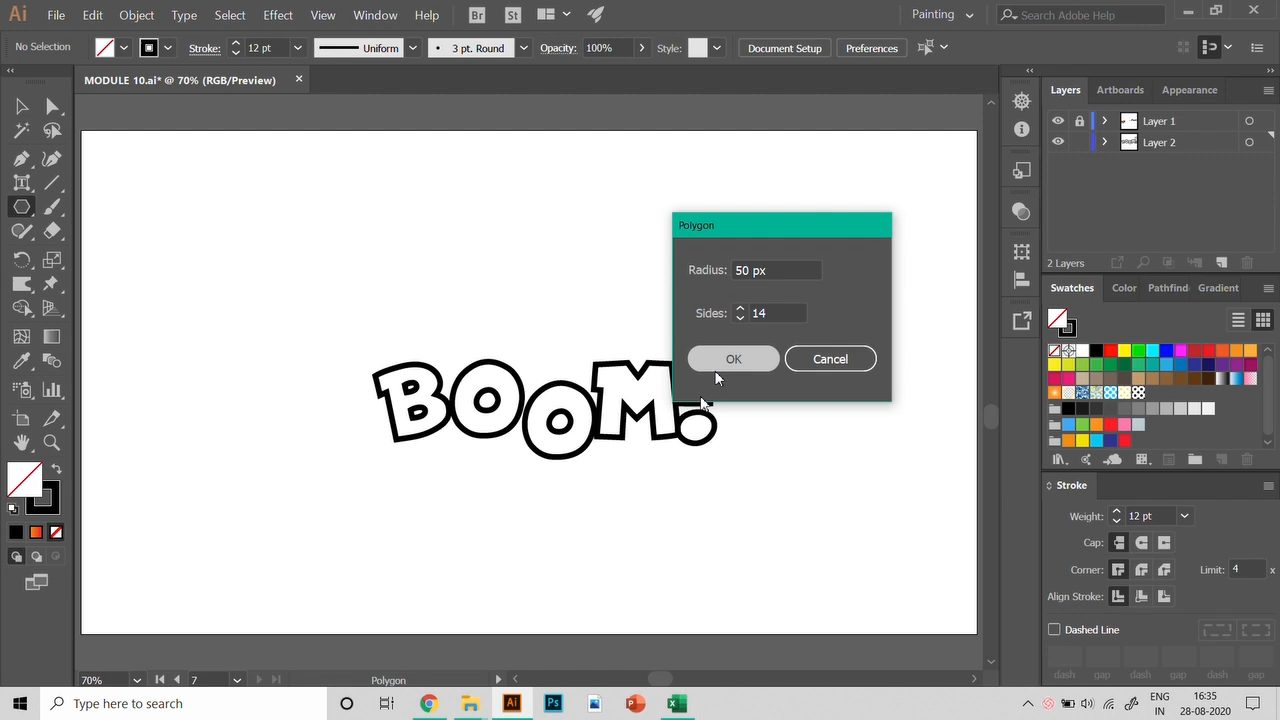 Ai File Edit Object Type Select Effect View Window Help Br St Painting Search Adobe Help
No Selection Stroke: 12 pt Uniform 3 pt. Round Opacity: 100% Style: Document Setup Preferences
MODULE 10.ai* @ 70% (RGB/Preview)
Layers Artboards Appearance
Layer 1
Layer 2
2 Layers
Polygon
Radius: 50 px
Sides: 14
OK Cancel
BOOM.
Swatches Color Pathfind Gradient
Stroke
Weight: 12 pt
Cap:
Corner: Limit: 4 x
Align Stroke:
Dashed Line
dash gap dash gap dash gap
70% 7 Polygon
Type here to search
Ai Ps
ENG
IN
16:35
28-08-2020